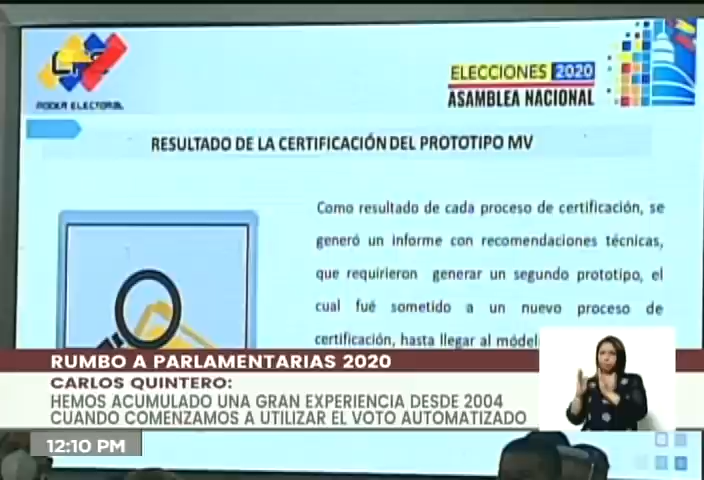 CNE
PODER ELECTORAL
ELECCIONES 2020
ASAMBLEA NACIONAL
RESULTADO DE LA CERTIFICACIÓN DEL PROTOTIPO MV
Como resultado de cada proceso de certificación, se
generó un informe con recomendaciones técnicas,
que requirieron generar un segundo prototipo, el
cual fué sometido a un nuevo proceso de
certificación, hasta llegar al módel
RUMBO A PARLAMENTARIAS 2020
CARLOS QUINTERO:
HEMOS ACUMULADO UNA GRAN EXPERIENCIA DESDE 2004
CUANDO COMENZAMOS A UTILIZAR EL VOTO AUTOMATIZADO
12:10 PM